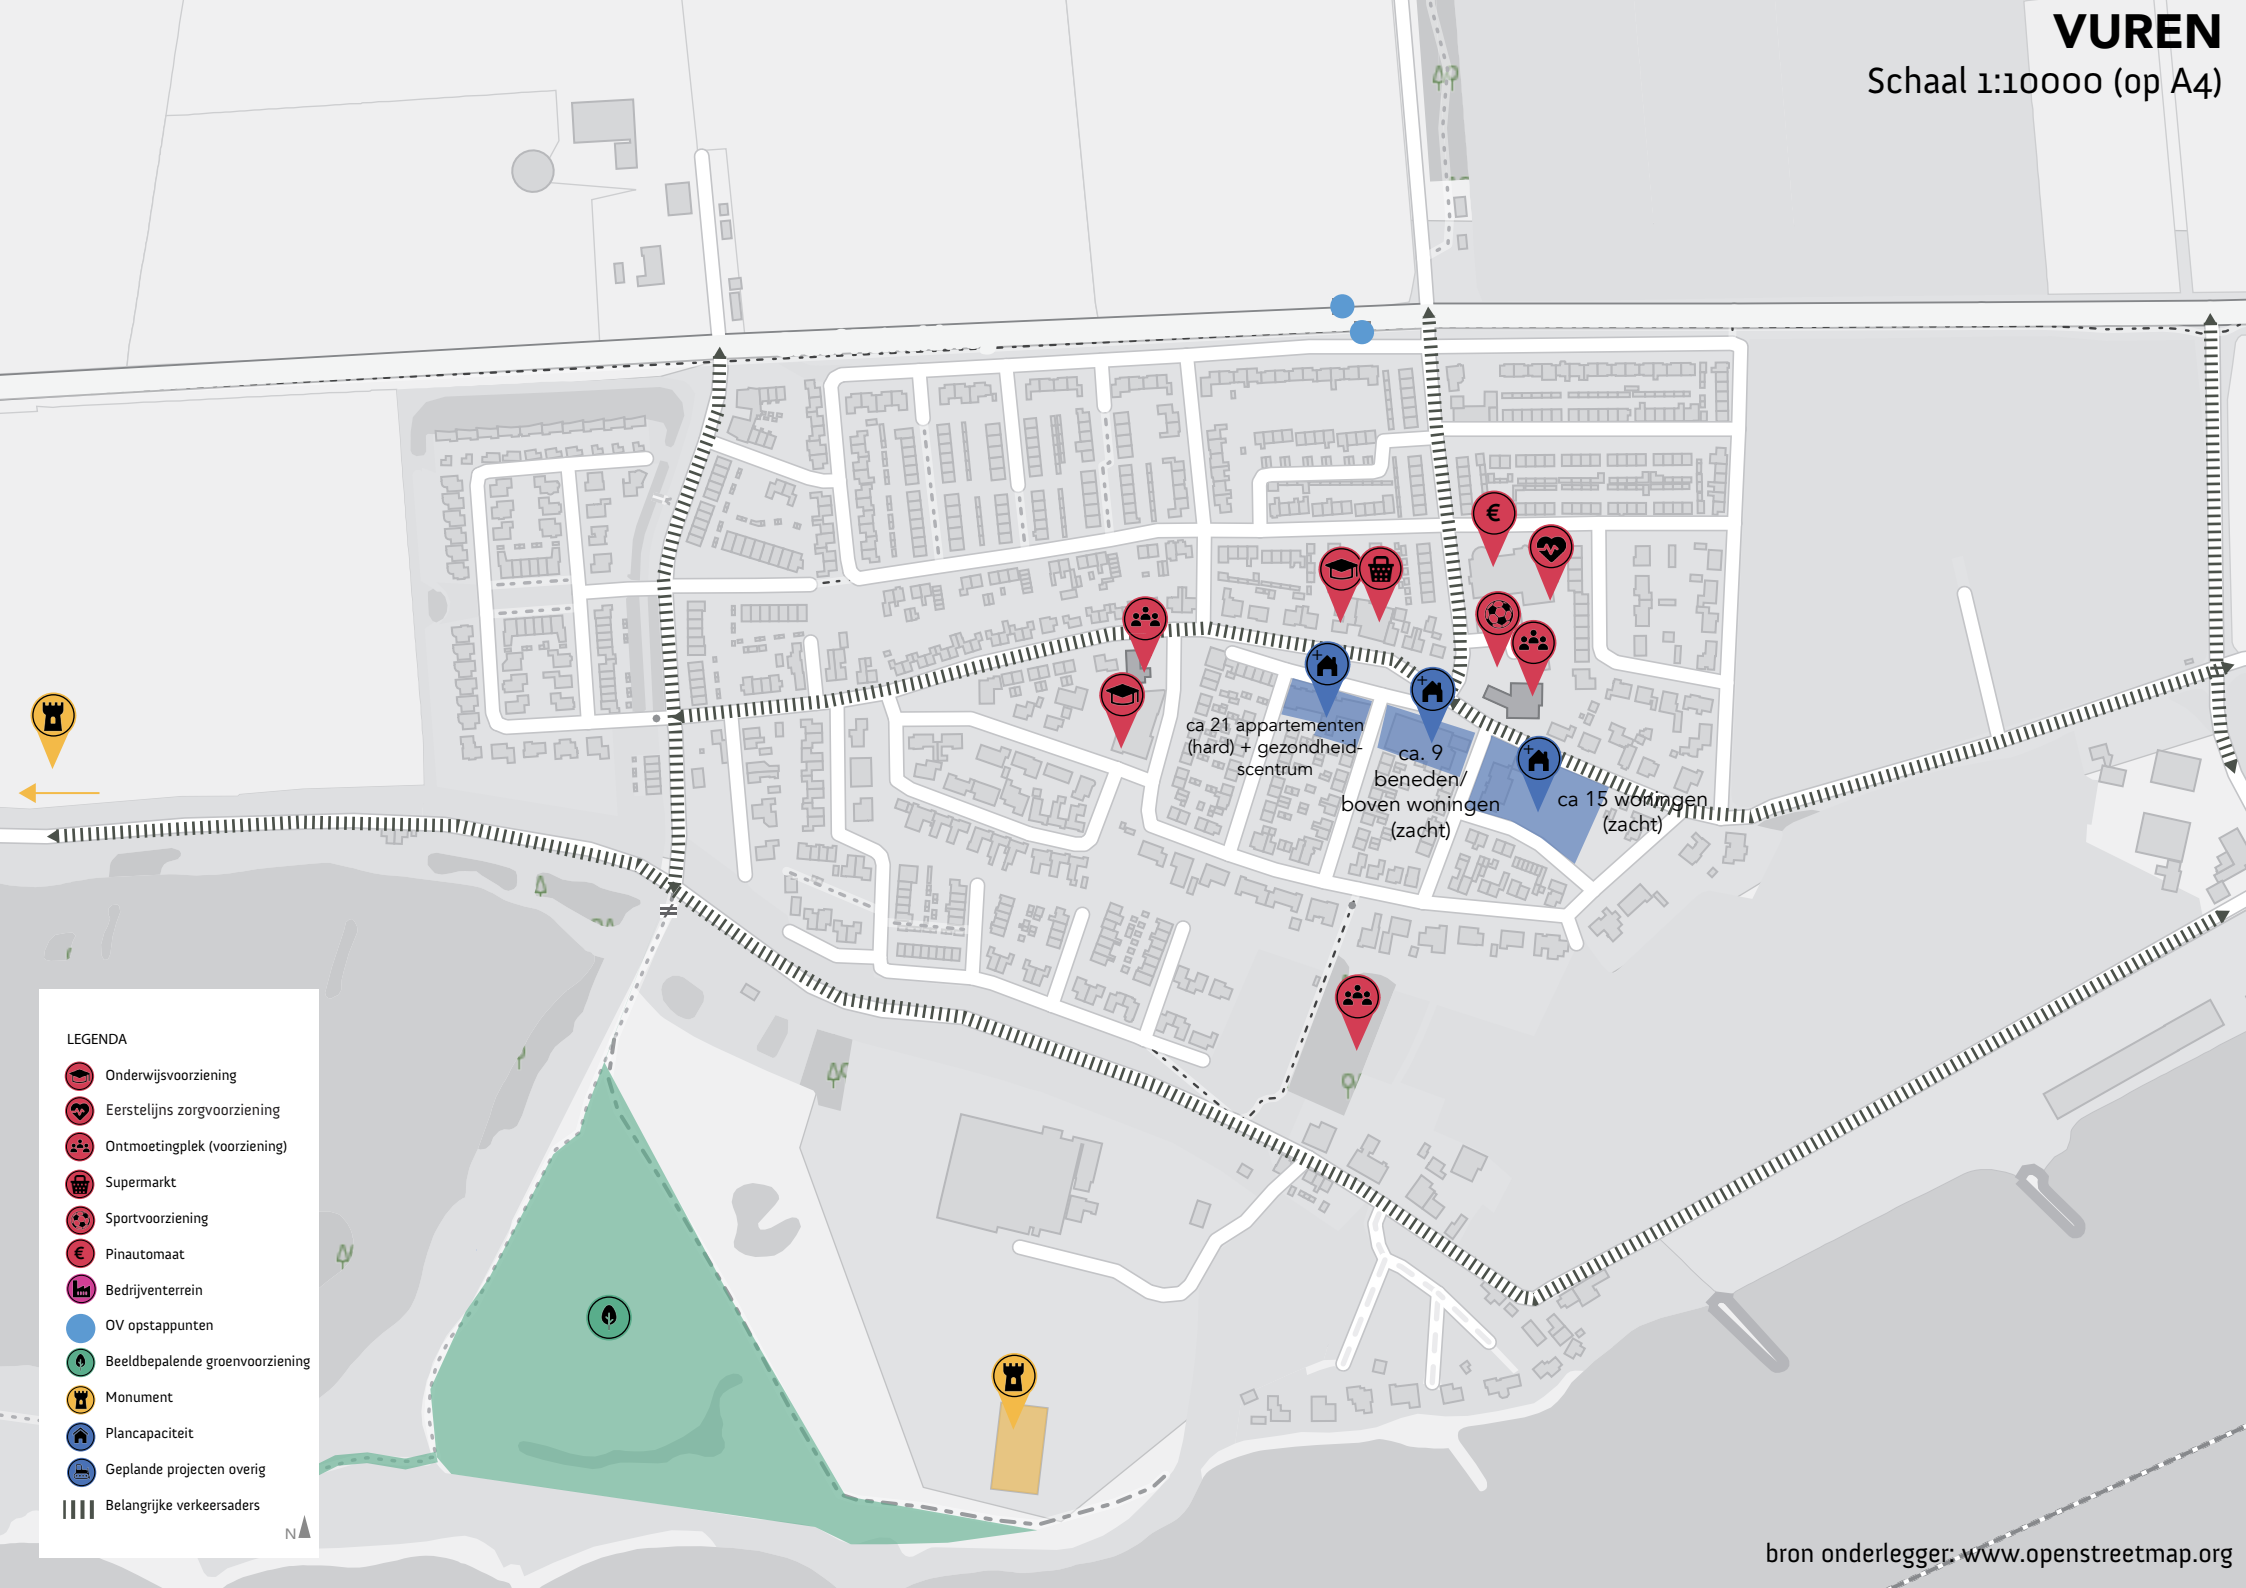 VUREN
Schaal 1:10000 (op A4)
€
ca 21 appartementen
(hard) + gezondheid-
scentrum
ca. 9
beneden/
boven woningen
(zacht)
ca 15 woningen
(zacht)
LEGENDA
Onderwijsvoorziening
Eerstelijns zorgvoorziening
Ontmoetingplek (voorziening)
Supermarkt
Sportvoorziening
€ Pinautomaat
Bedrijventerrein
OV opstappunten
Beeldbepalende groenvoorziening
Monument
Plancapaciteit
Geplande projecten overig
Belangrijke verkeersaders
N
bron onderlegger: www.openstreetmap.org